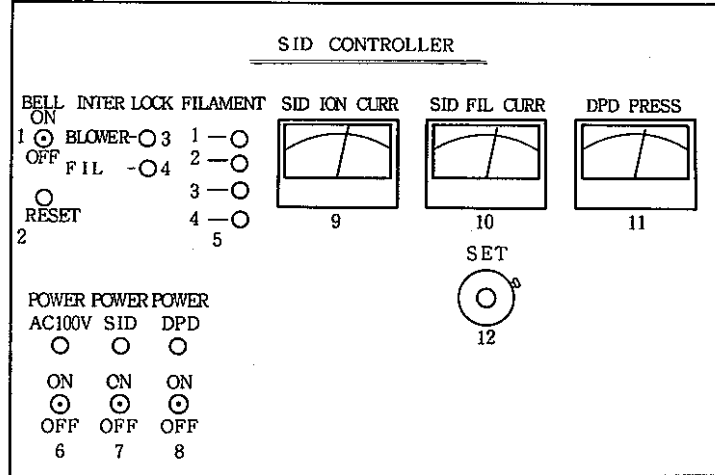 SID CONTROLLER
BELL INTER LOCK FILAMENT SID ION CURR SID FIL CURR DPD PRESS
ON
1 BLOWER- 3 1 -
OFF FIL - 4 2 -
3 -
RESET 4 -
2 5 9 10 11
SET
12
POWER POWER POWER
AC100V SID DPD
ON ON ON
OFF OFF OFF
6 7 8